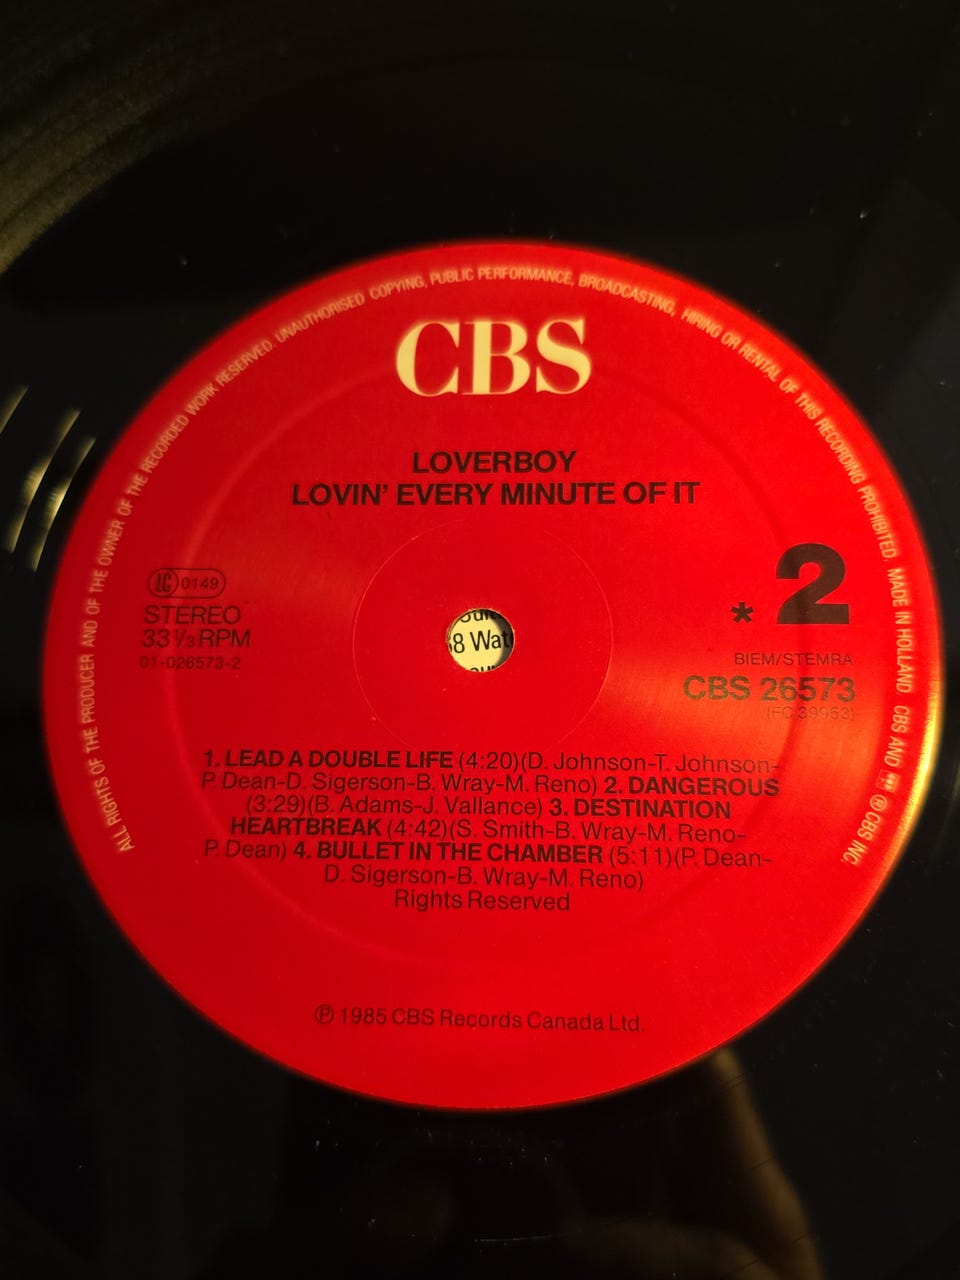 ALL RIGHTS OF THE PRODUCER AND OF THE OWNER OF THE RECORDED WORK RESERVED. UNAUTHORISED COPYING, PUBLIC PERFORMANCE, BROADCASTING, HIRING OR RENTAL OF THIS RECORDING PROHIBITED. MADE IN HOLLAND. CBS AND ® CBS INC.
CBS
LOVERBOY
LOVIN' EVERY MINUTE OF IT
LC 0149
STEREO
33⅓ RPM
01-026573-2
* 2
BIEM/STEMRA
CBS 26573
(FC 39953)
8 Wat
1. LEAD A DOUBLE LIFE (4:20)(D. Johnson-T. Johnson-
P. Dean-D. Sigerson-B. Wray-M. Reno) 2. DANGEROUS
(3:29)(B. Adams-J. Vallance) 3. DESTINATION
HEARTBREAK (4:42)(S. Smith-B. Wray-M. Reno-
P. Dean) 4. BULLET IN THE CHAMBER (5:11)(P. Dean-
D. Sigerson-B. Wray-M. Reno)
Rights Reserved
℗ 1985 CBS Records Canada Ltd.